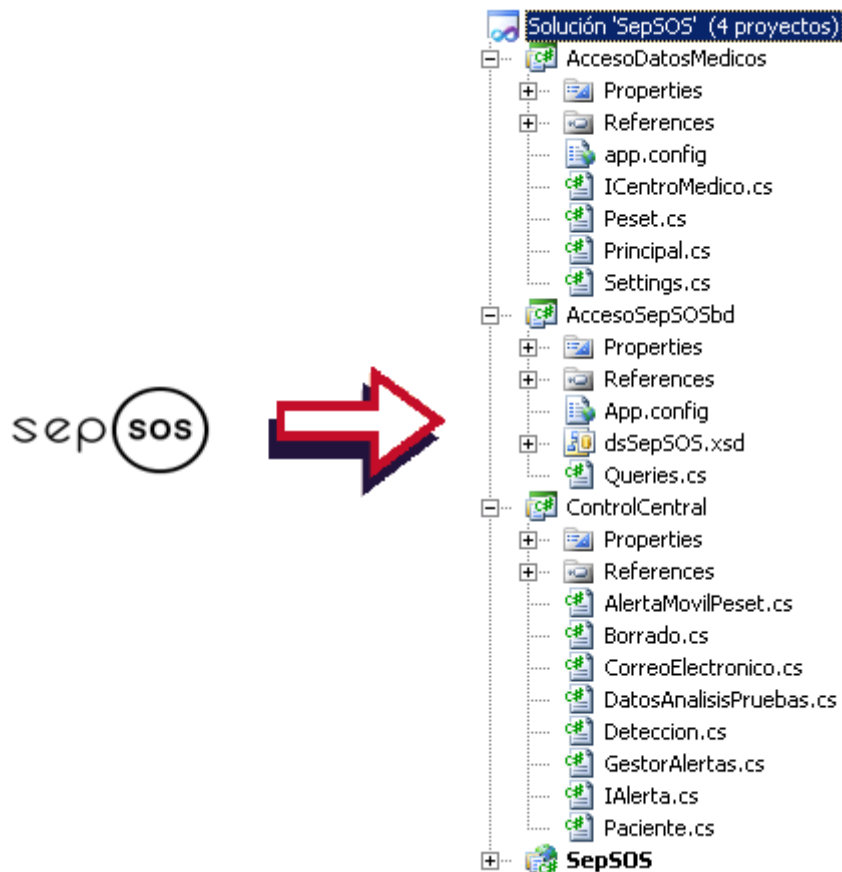 sep sos
Solución 'SepSOS' (4 proyectos)
AccesoDatosMedicos
Properties
References
app.config
ICentroMedico.cs
Peset.cs
Principal.cs
Settings.cs
AccesoSepSOSbd
Properties
References
App.config
dsSepSOS.xsd
Queries.cs
ControlCentral
Properties
References
AlertaMovilPeset.cs
Borrado.cs
CorreoElectronico.cs
DatosAnalisisPruebas.cs
Deteccion.cs
GestorAlertas.cs
IAlerta.cs
Paciente.cs
SepSOS